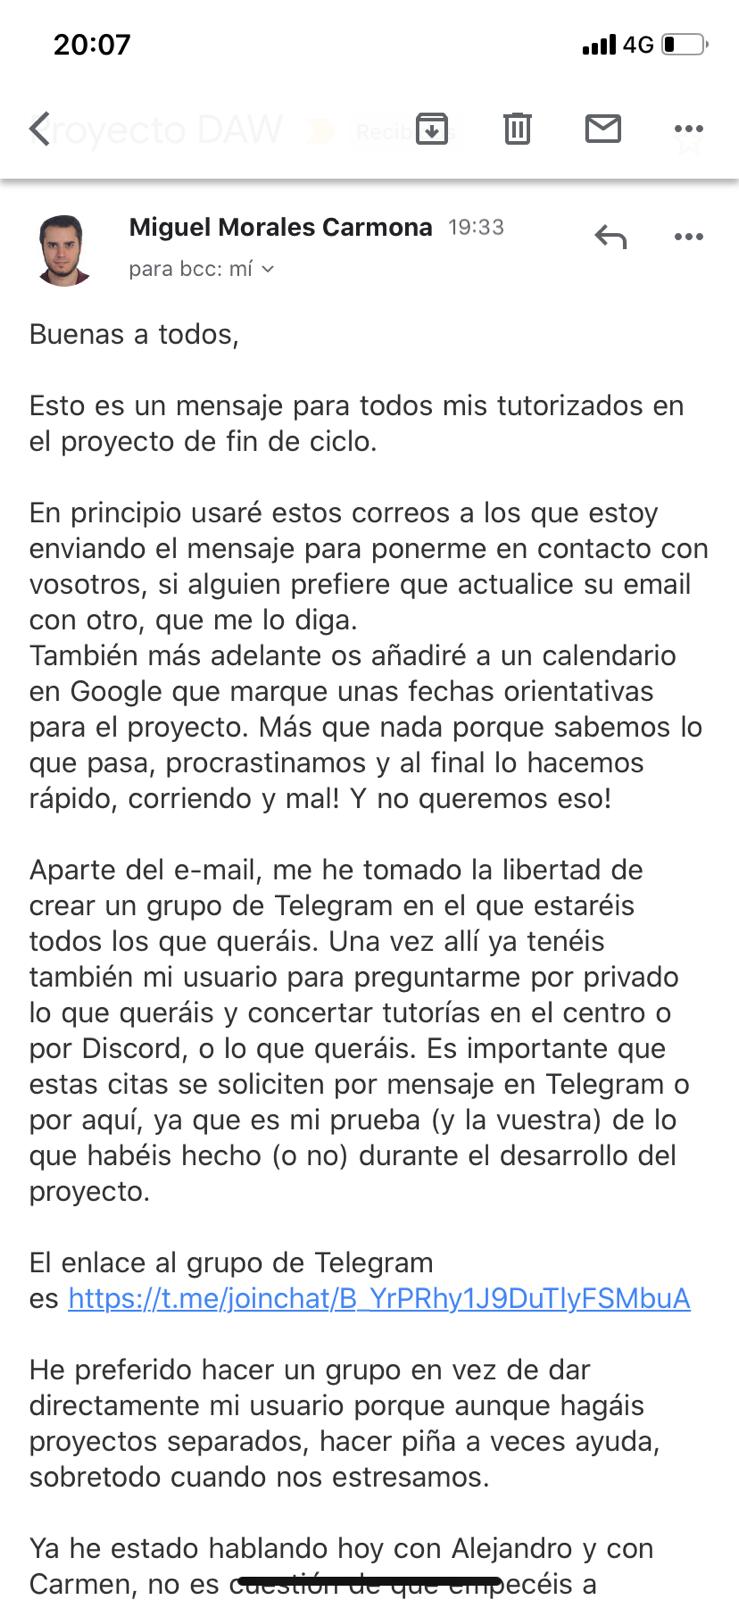 20:07
4G
Proyecto DAW
Buenas a todos,
Miguel Morales Carmona 19:33
para bcc: mí
Esto es un mensaje para todos mis tutorizados en
el proyecto de fin de ciclo.
En principio usaré estos correos a los que estoy
enviando el mensaje para ponerme en contacto con
vosotros, si alguien prefiere que actualice su email
con otro, que me lo diga.
También más adelante os añadiré a un calendario
en Google que marque unas fechas orientativas
para el proyecto. Más que nada porque sabemos lo
que pasa, procrastinamos y al final lo hacemos
rápido, corriendo y mal! Y no queremos eso!
Aparte del e-mail, me he tomado la libertad de
crear un grupo de Telegram en el que estaréis
todos los que queráis. Una vez allí ya tenéis
también mi usuario para preguntarme por privado
lo que queráis y concertar tutorías en el centro o
por Discord, o lo que queráis. Es importante que
estas citas se soliciten por mensaje en Telegram o
por aquí, ya que es mi prueba (y la vuestra) de lo
que habéis hecho (o no) durante el desarrollo del
proyecto.
El enlace al grupo de Telegram
es https://t.me/joinchat/B_YrPRhy1J9DuTlyFSMbuA
He preferido hacer un grupo en vez de dar
directamente mi usuario porque aunque hagáis
proyectos separados, hacer piña a veces ayuda,
sobretodo cuando nos estresamos.
Ya he estado hablando hoy con Alejandro y con
Carmen, no es cuestión de que empecéis a